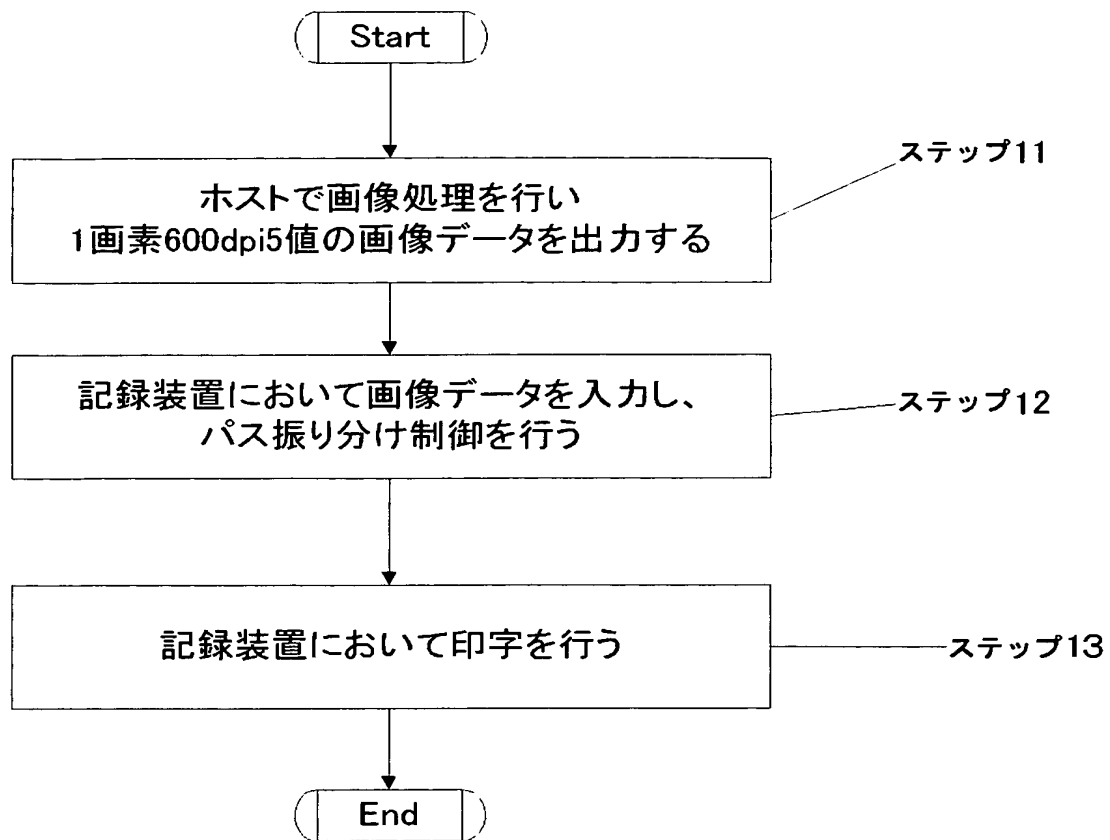 Start
ステップ11
ホストで画像処理を行い
1画素600dpi5値の画像データを出力する
記録装置において画像データを入力し、
ステップ12
パス振り分け制御を行う
記録装置において印字を行う
ステップ13
End